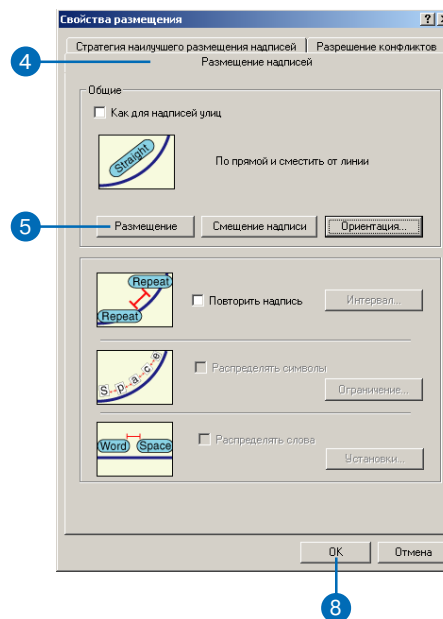 Свойства размещения
Стратегия наилучшего размещения надписей
Разрешение конфликтов
4
Размещение надписей
Общие
Как для надписей улиц
Straight
По прямой и сместить от линии
5
Размещение
Смещение надписи
Ориентация...
Repeat
Repeat
Повторить надпись
Интервал...
S-p-a-c-e
Распределять символы
Ограничение...
Word
Space
Распределять слова
Установки...
OK
Отмена
8